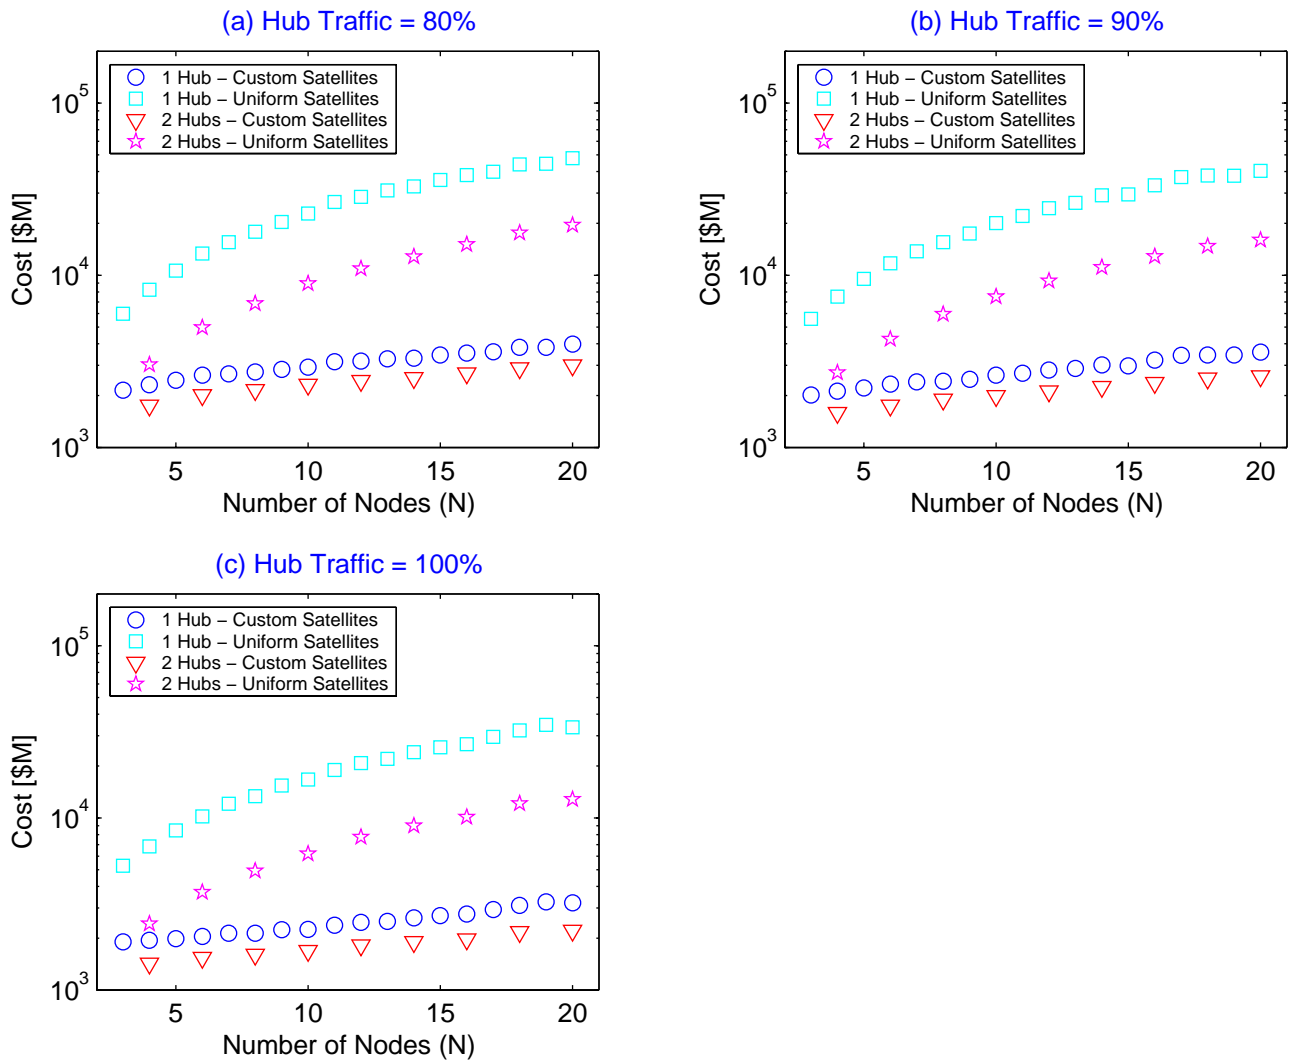 (a) Hub Traffic = 80%
1 Hub − Custom Satellites
1 Hub − Uniform Satellites
2 Hubs − Custom Satellites
2 Hubs − Uniform Satellites
10^5
10^4
10^3
Cost [$M]
5 10 15 20
Number of Nodes (N)
(b) Hub Traffic = 90%
1 Hub − Custom Satellites
1 Hub − Uniform Satellites
2 Hubs − Custom Satellites
2 Hubs − Uniform Satellites
10^5
10^4
10^3
Cost [$M]
5 10 15 20
Number of Nodes (N)
(c) Hub Traffic = 100%
1 Hub − Custom Satellites
1 Hub − Uniform Satellites
2 Hubs − Custom Satellites
2 Hubs − Uniform Satellites
10^5
10^4
10^3
Cost [$M]
5 10 15 20
Number of Nodes (N)